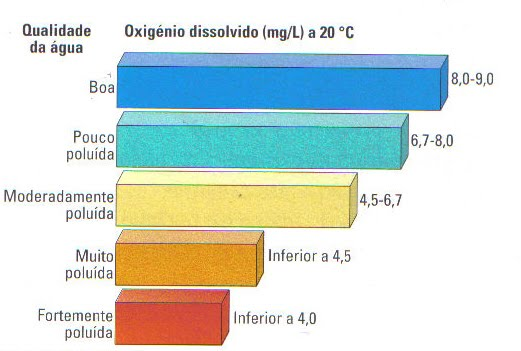 Qualidade
da água
Oxigénio dissolvido (mg/L) a 20 °C
Boa
8,0-9,0
Pouco
poluída
6,7-8,0
Moderadamente
poluída
4,5-6,7
Muito
poluída
Inferior a 4,5
Fortemente
poluída
Inferior a 4,0